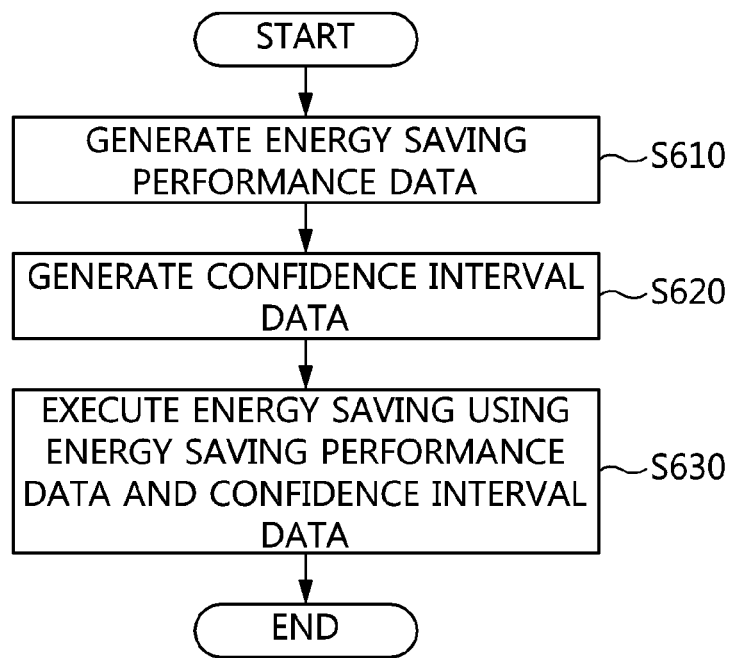 START
GENERATE ENERGY SAVING
PERFORMANCE DATA
S610
GENERATE CONFIDENCE INTERVAL
DATA
S620
EXECUTE ENERGY SAVING USING
ENERGY SAVING PERFORMANCE
DATA AND CONFIDENCE INTERVAL
DATA
S630
END